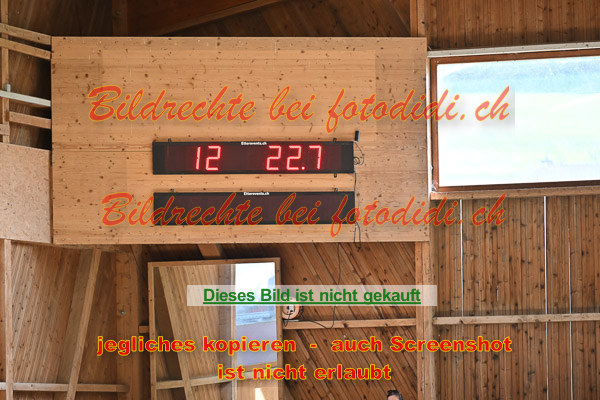 Bildrechte bei fotodidi.ch
12 22.7
Bildrechte bei fotodidi.ch
Dieses Bild ist nicht gekauft
jegliches kopieren - auch Screenshot
ist nicht erlaubt